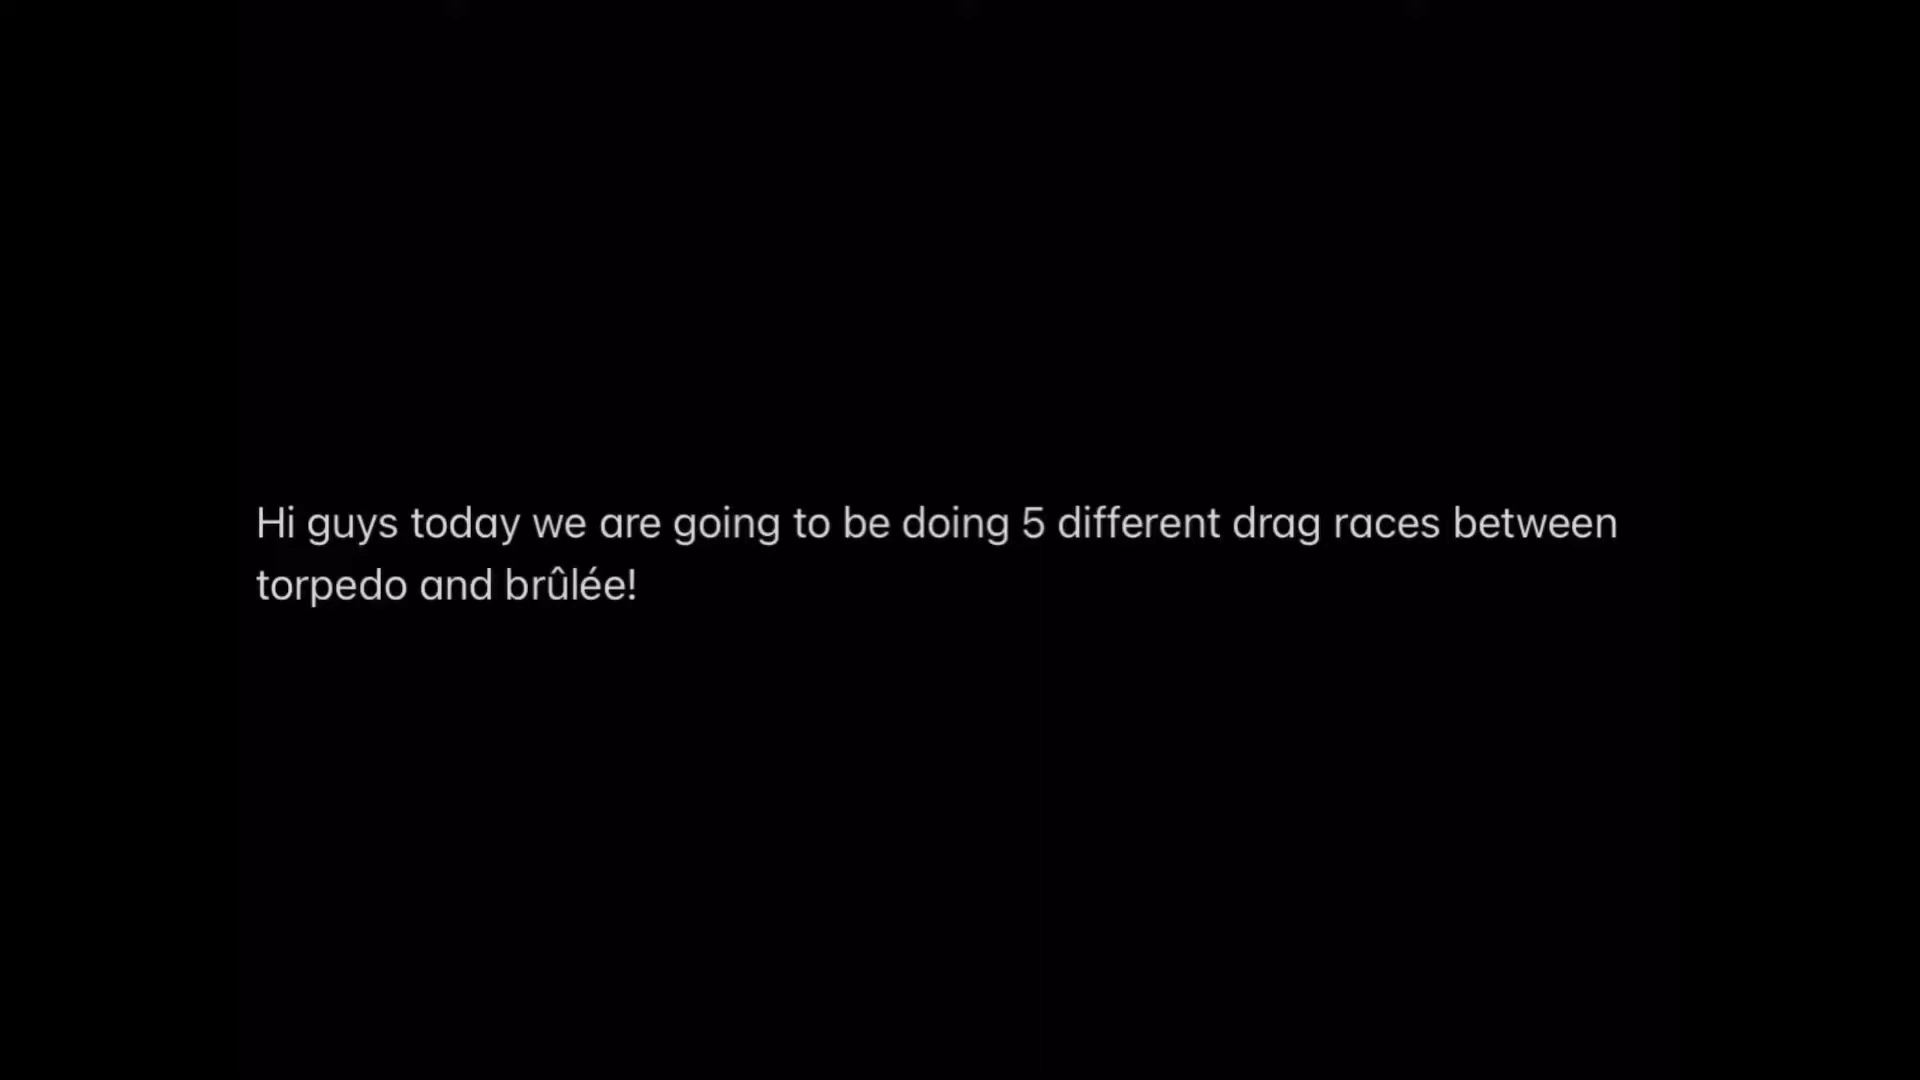 Hi guys today we are going to be doing 5 different drag races between
torpedo and brûlée!